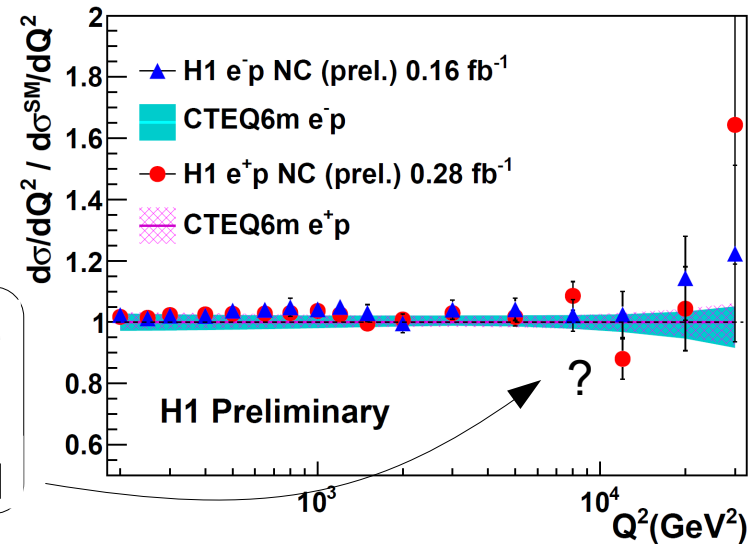 dσ/dQ² / dσˢᴹ/dQ²
2
1.8
1.6
1.4
1.2
1
0.8
0.6
H1 e⁻p NC (prel.) 0.16 fb⁻¹
CTEQ6m e⁻p
H1 e⁺p NC (prel.) 0.28 fb⁻¹
CTEQ6m e⁺p
?
H1 Preliminary
10³
10⁴
Q²(GeV²)